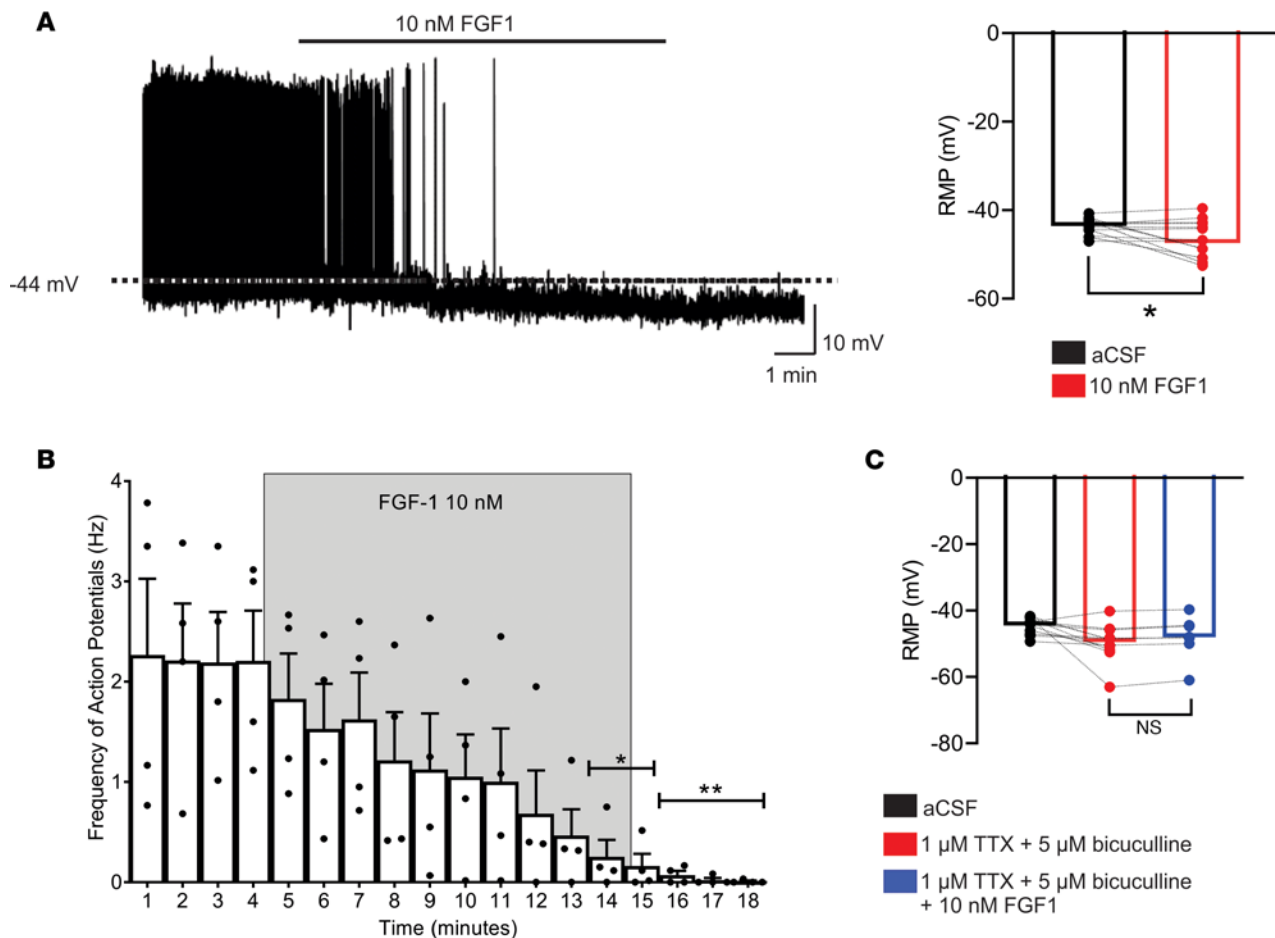 A
10 nM FGF1
-44 mV
10 mV
1 min
RMP (mV)
0
-20
-40
-60
*
aCSF
10 nM FGF1
B
Frequency of Action Potentials (Hz)
4
3
2
1
0
FGF-1 10 nM
*
**
1 2 3 4 5 6 7 8 9 10 11 12 13 14 15 16 17 18
Time (minutes)
C
RMP (mV)
0
-20
-40
-60
-80
NS
aCSF
1 µM TTX + 5 µM bicuculline
1 µM TTX + 5 µM bicuculline
+ 10 nM FGF1